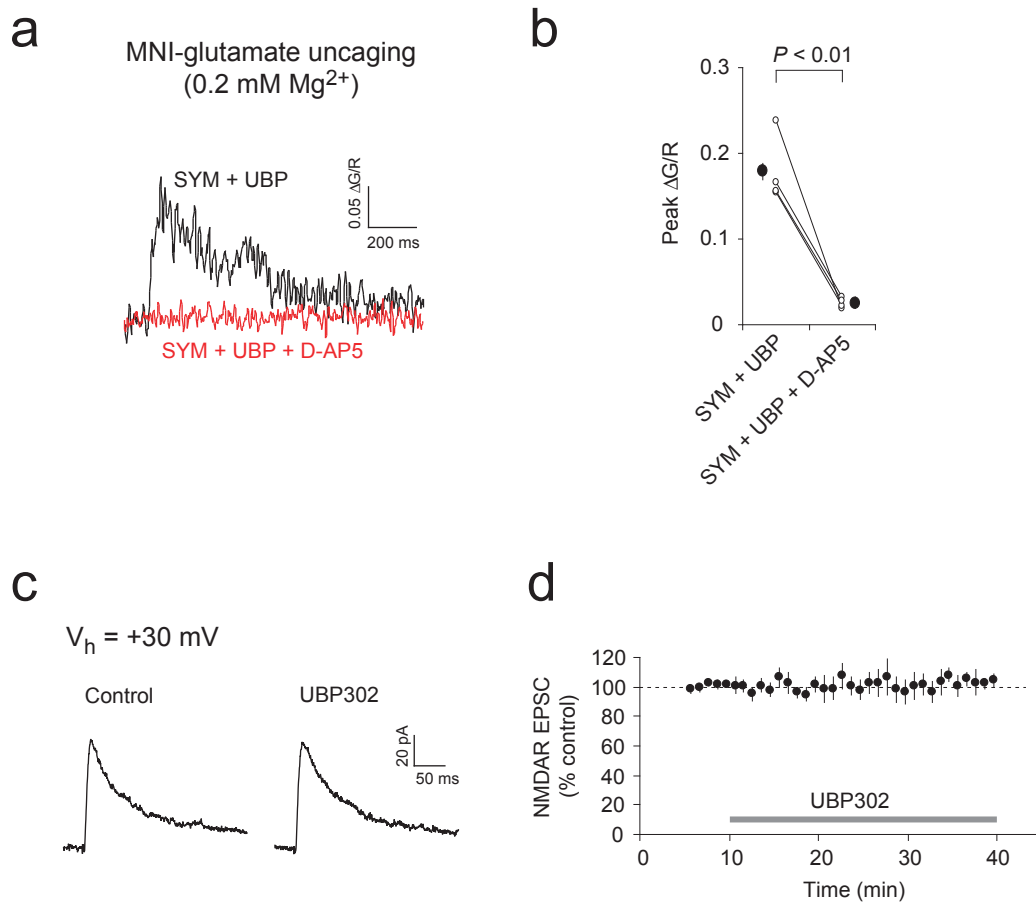 a
MNI-glutamate uncaging
(0.2 mM Mg²⁺)
SYM + UBP
0.05 ΔG/R
200 ms
SYM + UBP + D-AP5
b
P < 0.01
0.3
0.2
0.1
0
Peak ΔG/R
SYM + UBP
SYM + UBP + D-AP5
c
Vₕ = +30 mV
Control
UBP302
20 pA
50 ms
d
120
100
80
60
40
20
0
NMDAR EPSC
(% control)
UBP302
0 10 20 30 40
Time (min)